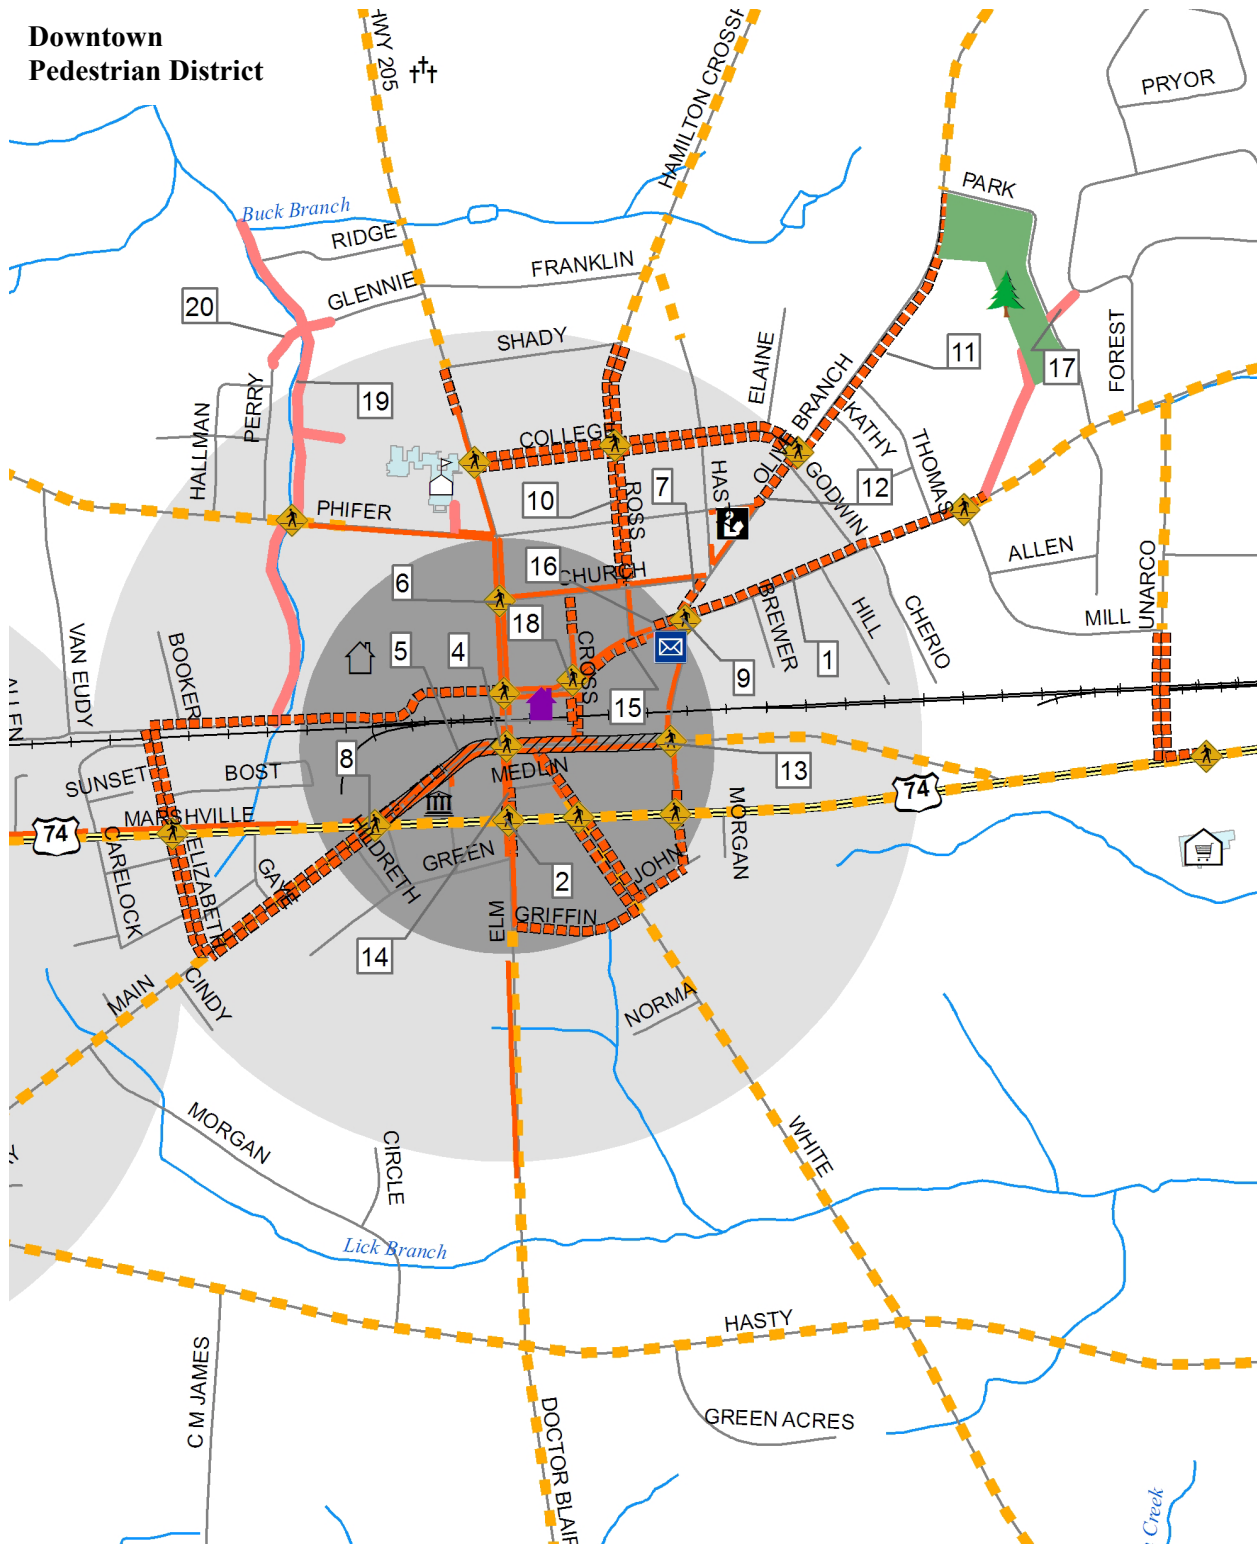 Downtown
Pedestrian District
HWY 205
HAMILTON CROSS
PRYOR
PARK
Buck Branch
RIDGE
FRANKLIN
GLENNIE
20
SHADY
ELAINE
FOREST
11
17
BRANCH
OLIVE
19
PERRY
HALLMAN
COLLEGE
KATHY
THOMAS
GODWIN
HAST
12
7
10
ROSS
PHIFER
ALLEN
UNARCO
MILL
16
CHURCH
6
18
BREWER
HILL
CHERIO
1
9
VAN EUDY
BOOKER
5
4
CROSS
15
ALLEN
8
13
SUNSET
BOST
MEDLIN
74
74
MARSHVILLE
MORGAN
CARELOCK
ELIZABETH
GAYE
HILDRETH
GREEN
JOHN
2
ELM
GRIFFIN
14
MAIN
CINDY
NORMA
MORGAN
CIRCLE
WHITE
Lick Branch
HASTY
C M JAMES
GREEN ACRES
DOCTOR BLAIR
Creek